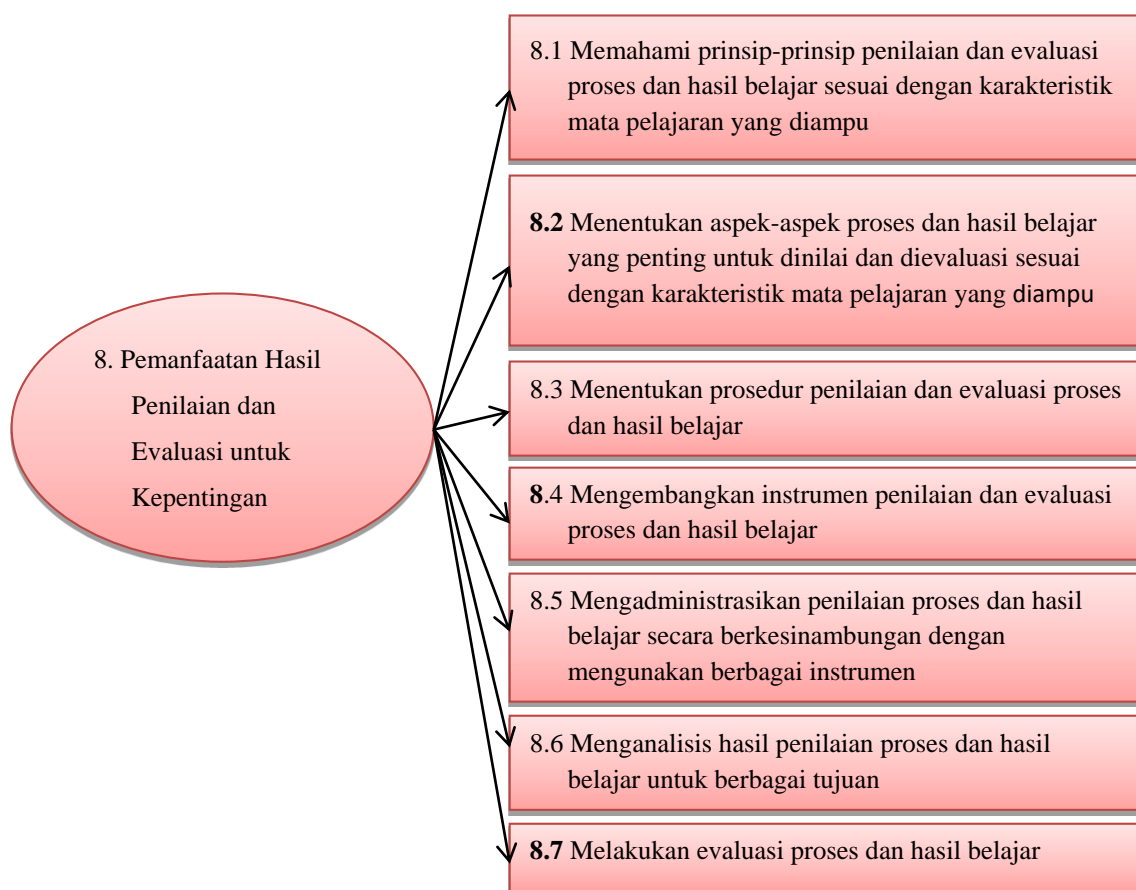 8. Pemanfaatan Hasil
Penilaian dan
Evaluasi untuk
Kepentingan
8.1 Memahami prinsip-prinsip penilaian dan evaluasi
proses dan hasil belajar sesuai dengan karakteristik
mata pelajaran yang diampu
8.2 Menentukan aspek-aspek proses dan hasil belajar
yang penting untuk dinilai dan dievaluasi sesuai
dengan karakteristik mata pelajaran yang diampu
8.3 Menentukan prosedur penilaian dan evaluasi proses
dan hasil belajar
8.4 Mengembangkan instrumen penilaian dan evaluasi
proses dan hasil belajar
8.5 Mengadministrasikan penilaian proses dan hasil
belajar secara berkesinambungan dengan
mengunakan berbagai instrumen
8.6 Menganalisis hasil penilaian proses dan hasil
belajar untuk berbagai tujuan
8.7 Melakukan evaluasi proses dan hasil belajar